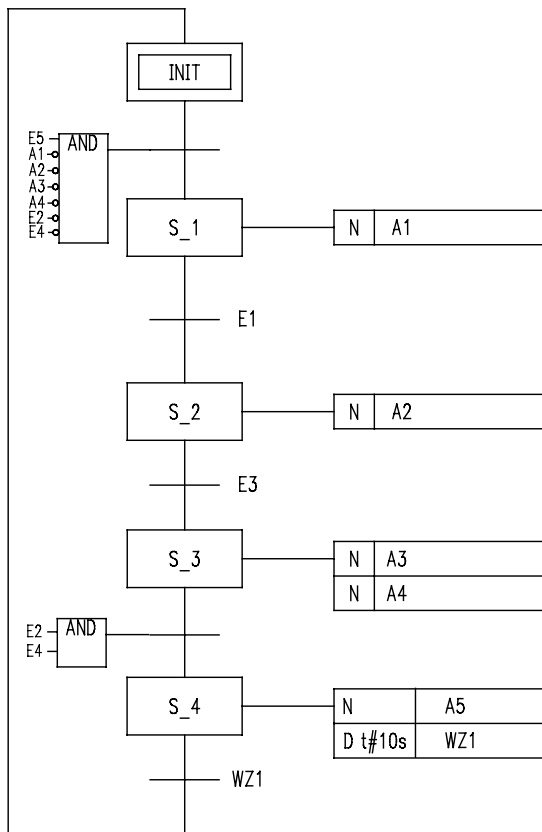 INIT
E5
AND
A1
A2
A3
A4
E2
E4
S_1
N A1
E1
S_2
N A2
E3
S_3
N A3
N A4
E2
AND
E4
S_4
N A5
D t#10s WZ1
WZ1